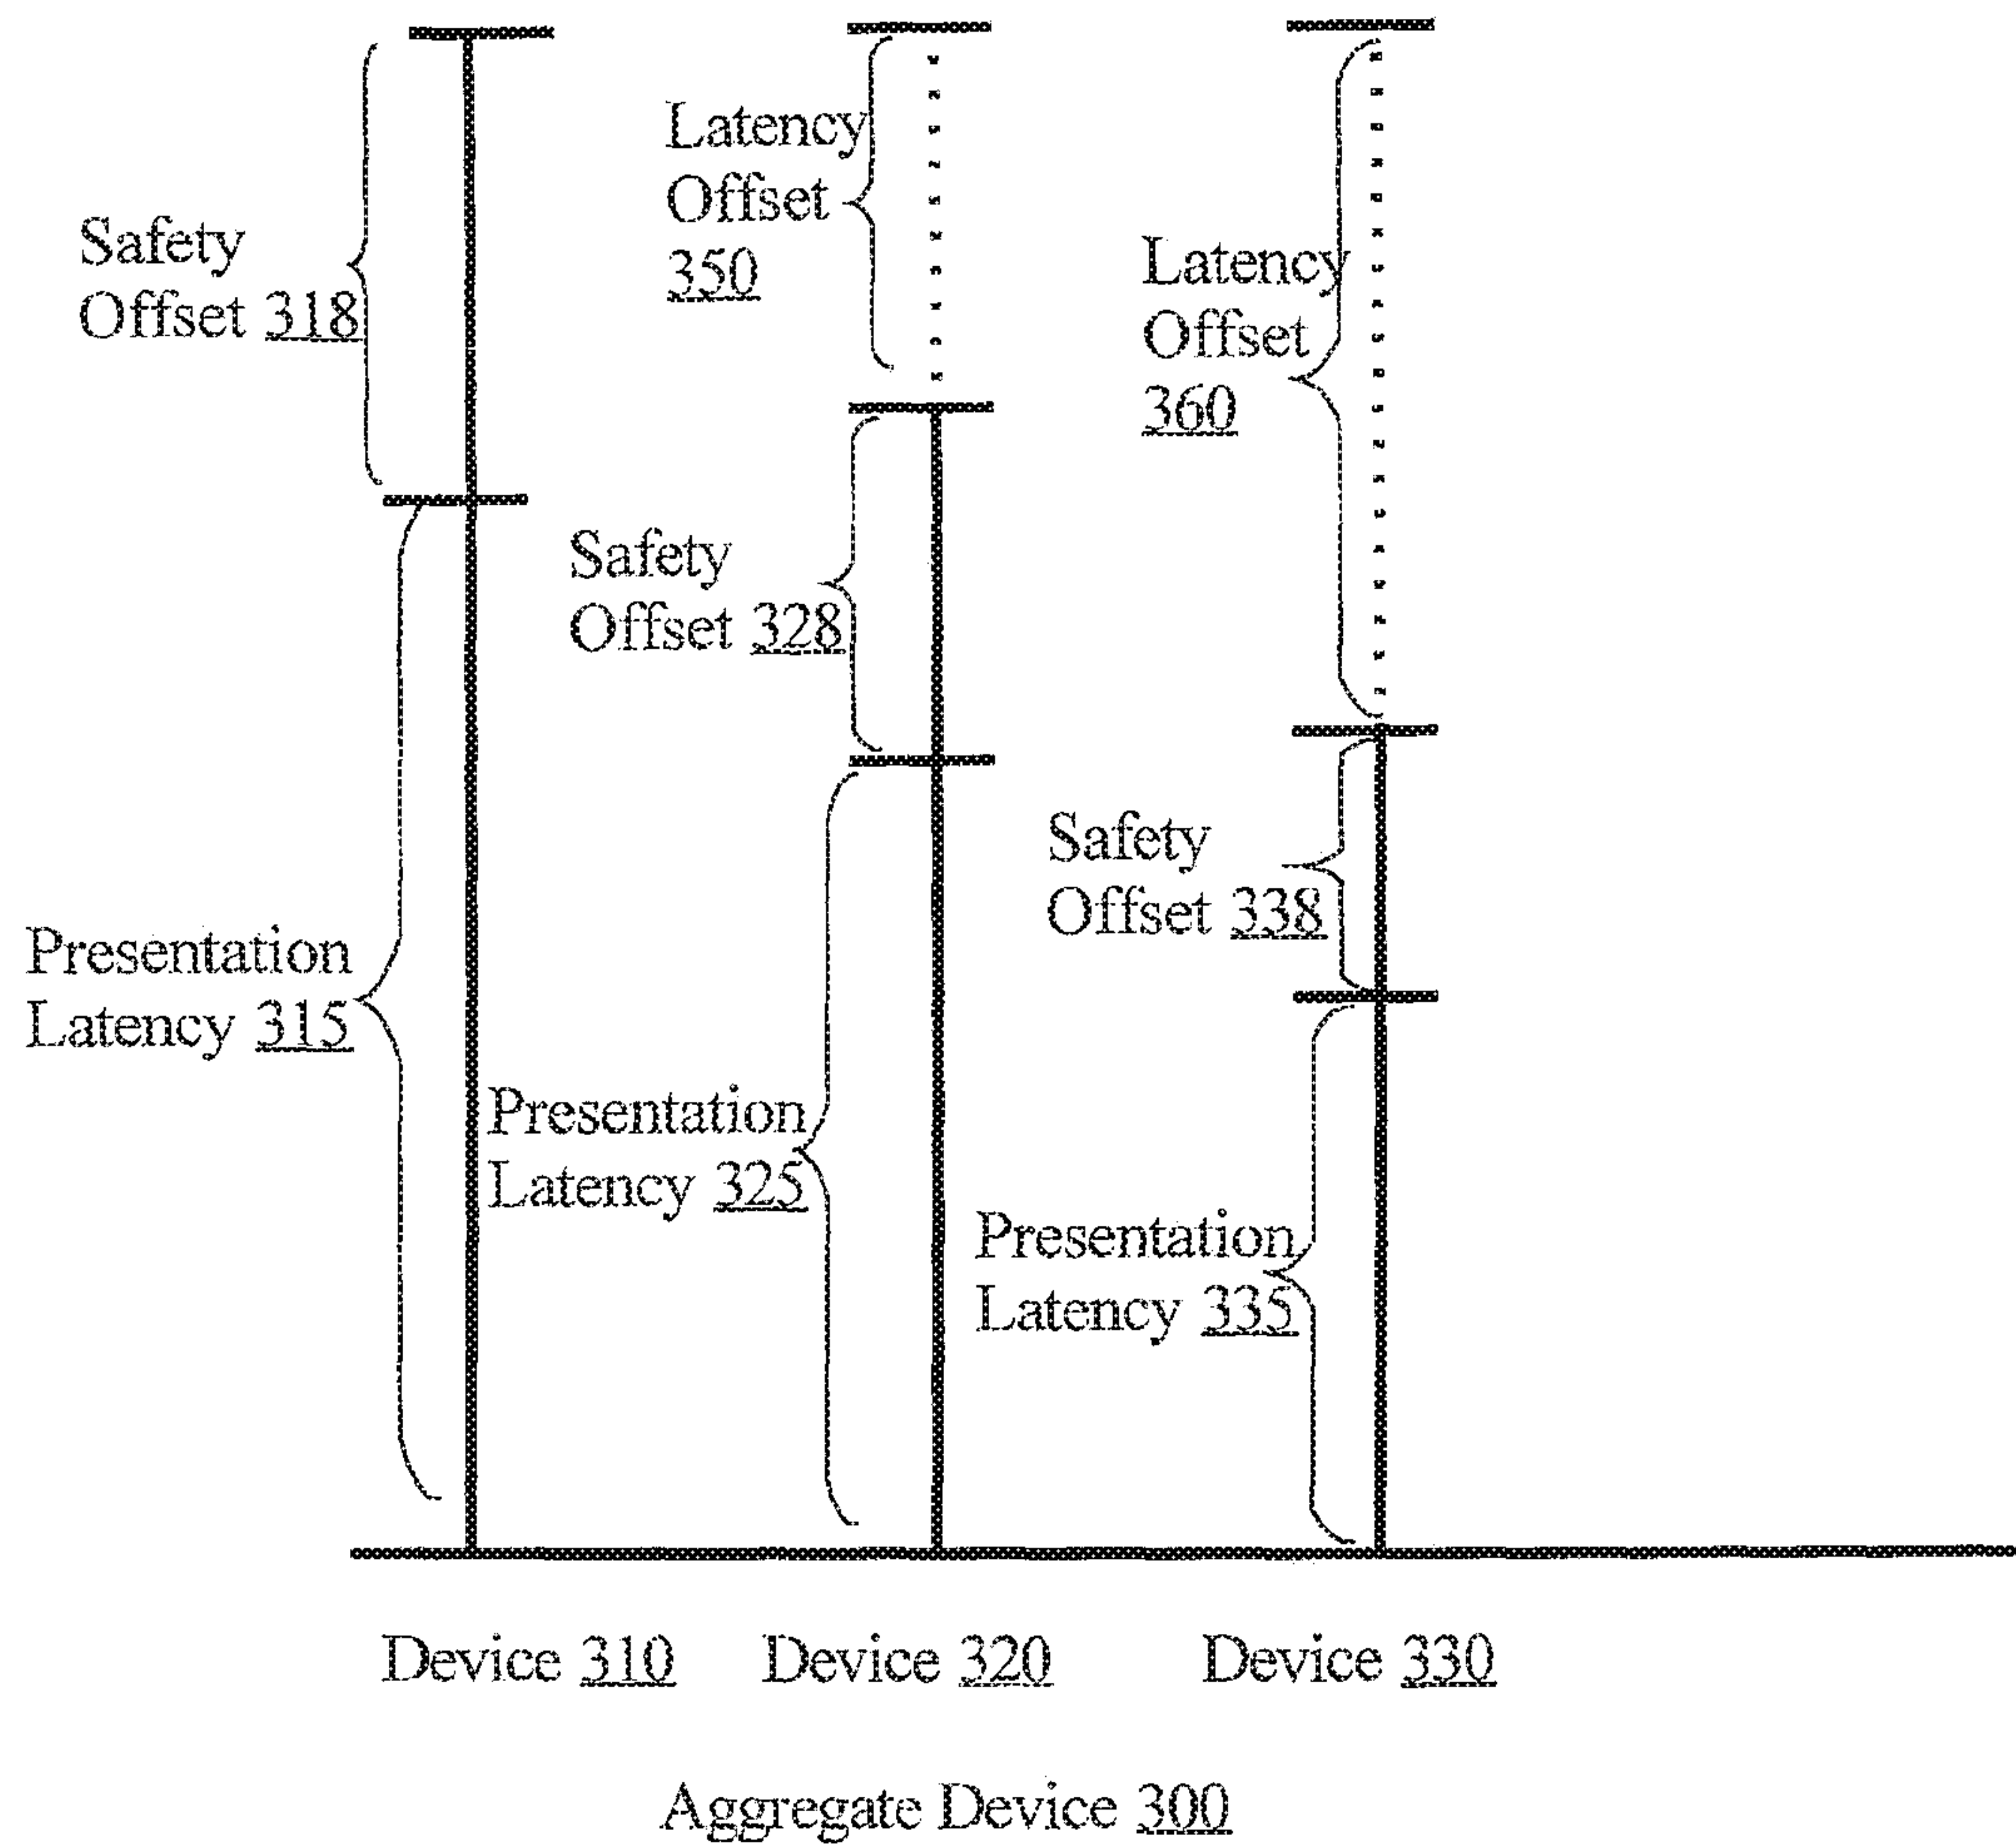 Safety
Offset 318
Presentation
Latency 315
Latency
Offset
350
Safety
Offset 328
Presentation
Latency 325
Latency
Offset
360
Safety
Offset 338
Presentation
Latency 335
Device 310
Device 320
Device 330
Aggregate Device 300